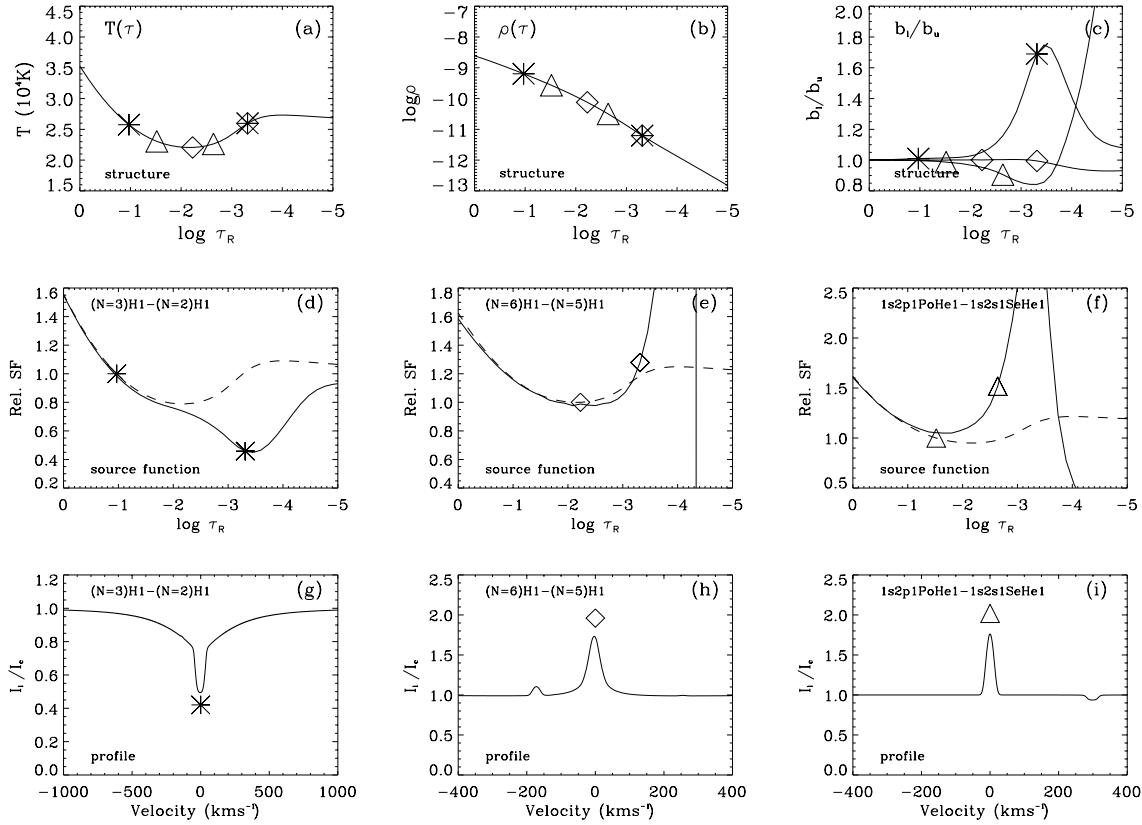 T(τ)
(a)
4.5
4.0
3.5
3.0
2.5
2.0
1.5
T (10⁴K)
structure
0 −1 −2 −3 −4 −5
log τ_R
ρ(τ)
(b)
−7
−8
−9
−10
−11
−12
−13
logρ
structure
0 −1 −2 −3 −4 −5
log τ_R
b_l/b_u
(c)
2.0
1.8
1.6
1.4
1.2
1.0
0.8
b_l/b_u
structure
0 −1 −2 −3 −4 −5
log τ_R
(N=3)H1−(N=2)H1
(d)
1.6
1.4
1.2
1.0
0.8
0.6
0.4
0.2
Rel. SF
source function
0 −1 −2 −3 −4 −5
log τ_R
(N=6)H1−(N=5)H1
(e)
1.8
1.6
1.4
1.2
1.0
0.8
0.6
0.4
Rel. SF
source function
0 −1 −2 −3 −4 −5
log τ_R
1s2p1PoHe1−1s2s1SeHe1
(f)
2.5
2.0
1.5
1.0
0.5
Rel. SF
source function
0 −1 −2 −3 −4 −5
log τ_R
(N=3)H1−(N=2)H1
(g)
1.2
1.0
0.8
0.6
0.4
0.2
0.0
I_l/I_c
profile
−1000 −500 0 500 1000
Velocity (kms⁻¹)
(N=6)H1−(N=5)H1
(h)
2.5
2.0
1.5
1.0
0.5
0.0
I_l/I_c
profile
−400 −200 0 200 400
Velocity (kms⁻¹)
1s2p1PoHe1−1s2s1SeHe1
(i)
2.5
2.0
1.5
1.0
0.5
0.0
I_l/I_c
profile
−400 −200 0 200 400
Velocity (kms⁻¹)